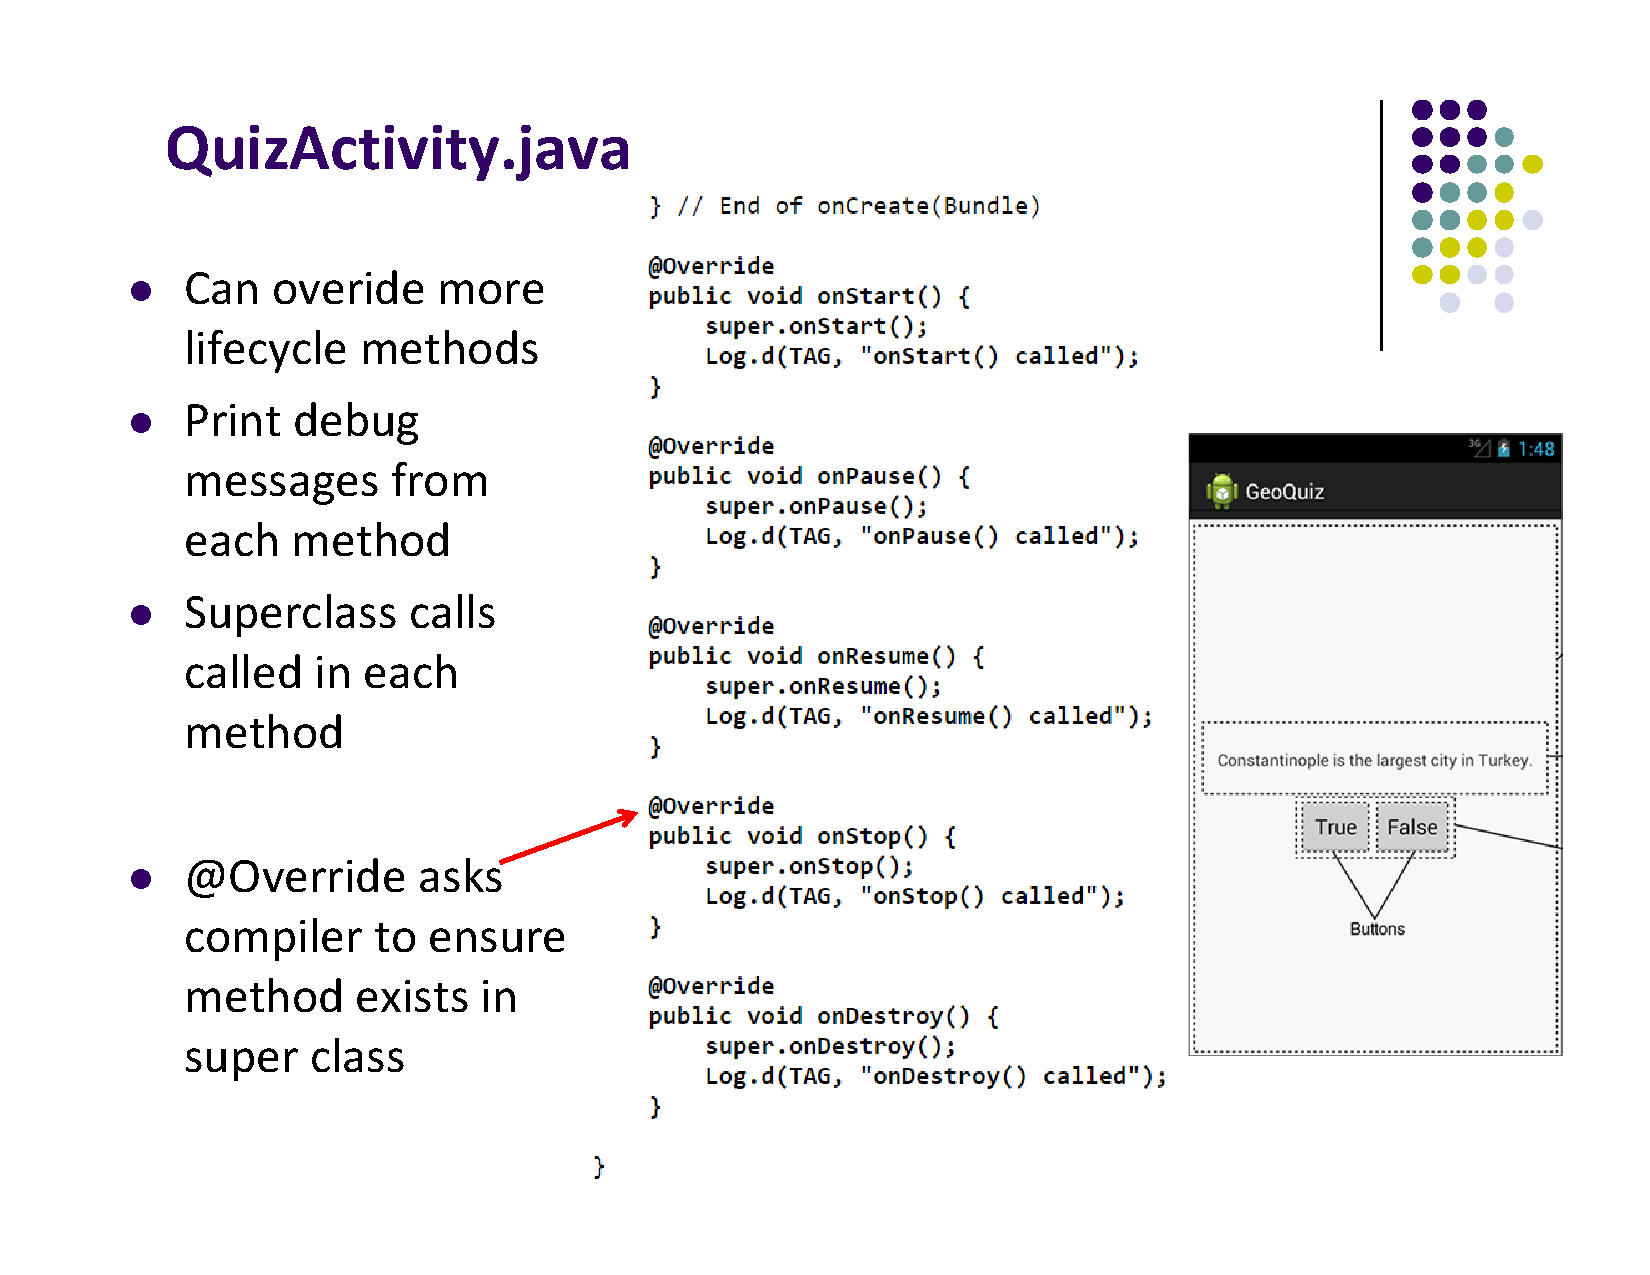 QuizActivity.java
Can overide more
lifecycle methods
Print debug
messages from
each method
Superclass calls
called in each
method
@Override asks
compiler to ensure
method exists in
super class
} // End of onCreate(Bundle)
@Override
public void onStart() {
super.onStart();
Log.d(TAG, "onStart() called");
}
@Override
public void onPause() {
super.onPause();
Log.d(TAG, "onPause() called");
}
@Override
public void onResume() {
super.onResume();
Log.d(TAG, "onResume() called");
}
@Override
public void onStop() {
super.onStop();
Log.d(TAG, "onStop() called");
}
@Override
public void onDestroy() {
super.onDestroy();
Log.d(TAG, "onDestroy() called");
}
}
3G 1:48
GeoQuiz
Constantinople is the largest city in Turkey.
True False
Buttons